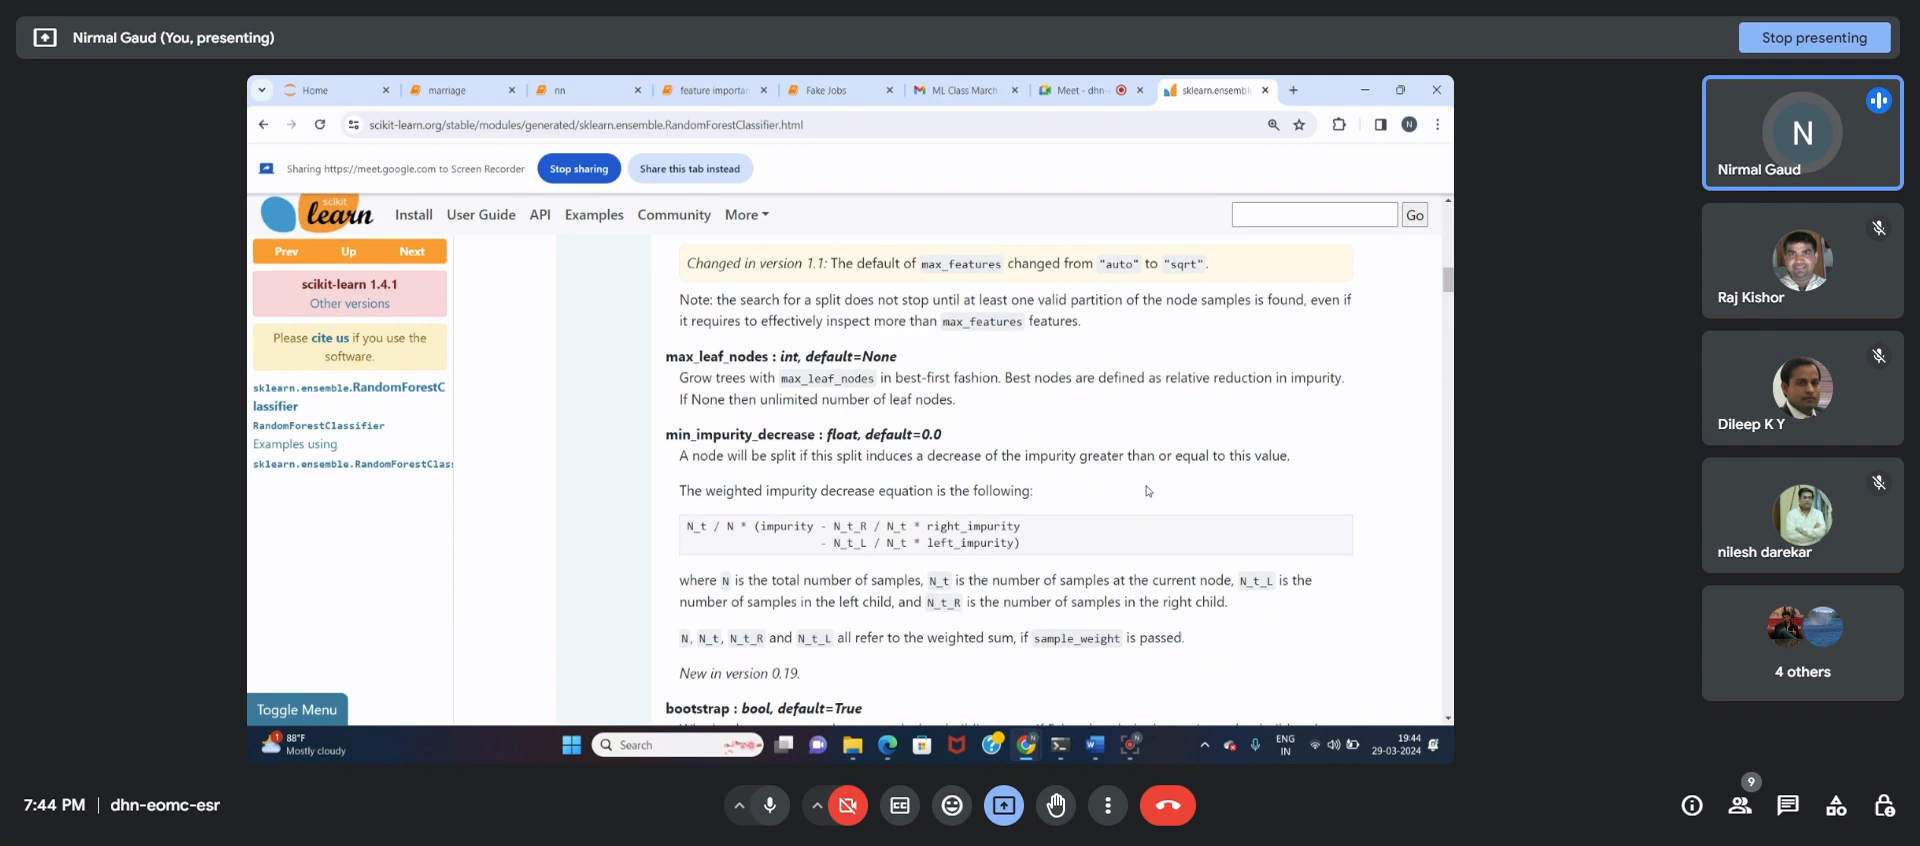 Nirmal Gaud (You, presenting)
Stop presenting
Home
marriage
nn
feature importan
Fake Jobs
ML Class March
Meet - dhn-
sklearn.ensembl
scikit-learn.org/stable/modules/generated/sklearn.ensemble.RandomForestClassifier.html
N
Sharing https://meet.google.com to Screen Recorder
Stop sharing
Share this tab instead
scikit
learn
Install
User Guide
API
Examples
Community
More
Go
Prev
Up
Next
scikit-learn 1.4.1
Other versions
Please cite us if you use the
software.
sklearn.ensemble.RandomForestC
lassifier
RandomForestClassifier
Examples using
sklearn.ensemble.RandomForestClass
Toggle Menu
Changed in version 1.1: The default of max_features changed from "auto" to "sqrt".
Note: the search for a split does not stop until at least one valid partition of the node samples is found, even if
it requires to effectively inspect more than max_features features.
max_leaf_nodes : int, default=None
Grow trees with max_leaf_nodes in best-first fashion. Best nodes are defined as relative reduction in impurity.
If None then unlimited number of leaf nodes.
min_impurity_decrease : float, default=0.0
A node will be split if this split induces a decrease of the impurity greater than or equal to this value.
The weighted impurity decrease equation is the following:
N_t / N * (impurity - N_t_R / N_t * right_impurity
- N_t_L / N_t * left_impurity)
where N is the total number of samples, N_t is the number of samples at the current node, N_t_L is the
number of samples in the left child, and N_t_R is the number of samples in the right child.
N, N_t, N_t_R and N_t_L all refer to the weighted sum, if sample_weight is passed.
New in version 0.19.
bootstrap : bool, default=True
1
88°F
Mostly cloudy
Search
ENG
IN
19:44
29-03-2024
N
Nirmal Gaud
Raj Kishor
Dileep K Y
nilesh darekar
4 others
7:44 PM | dhn-eomc-esr
9